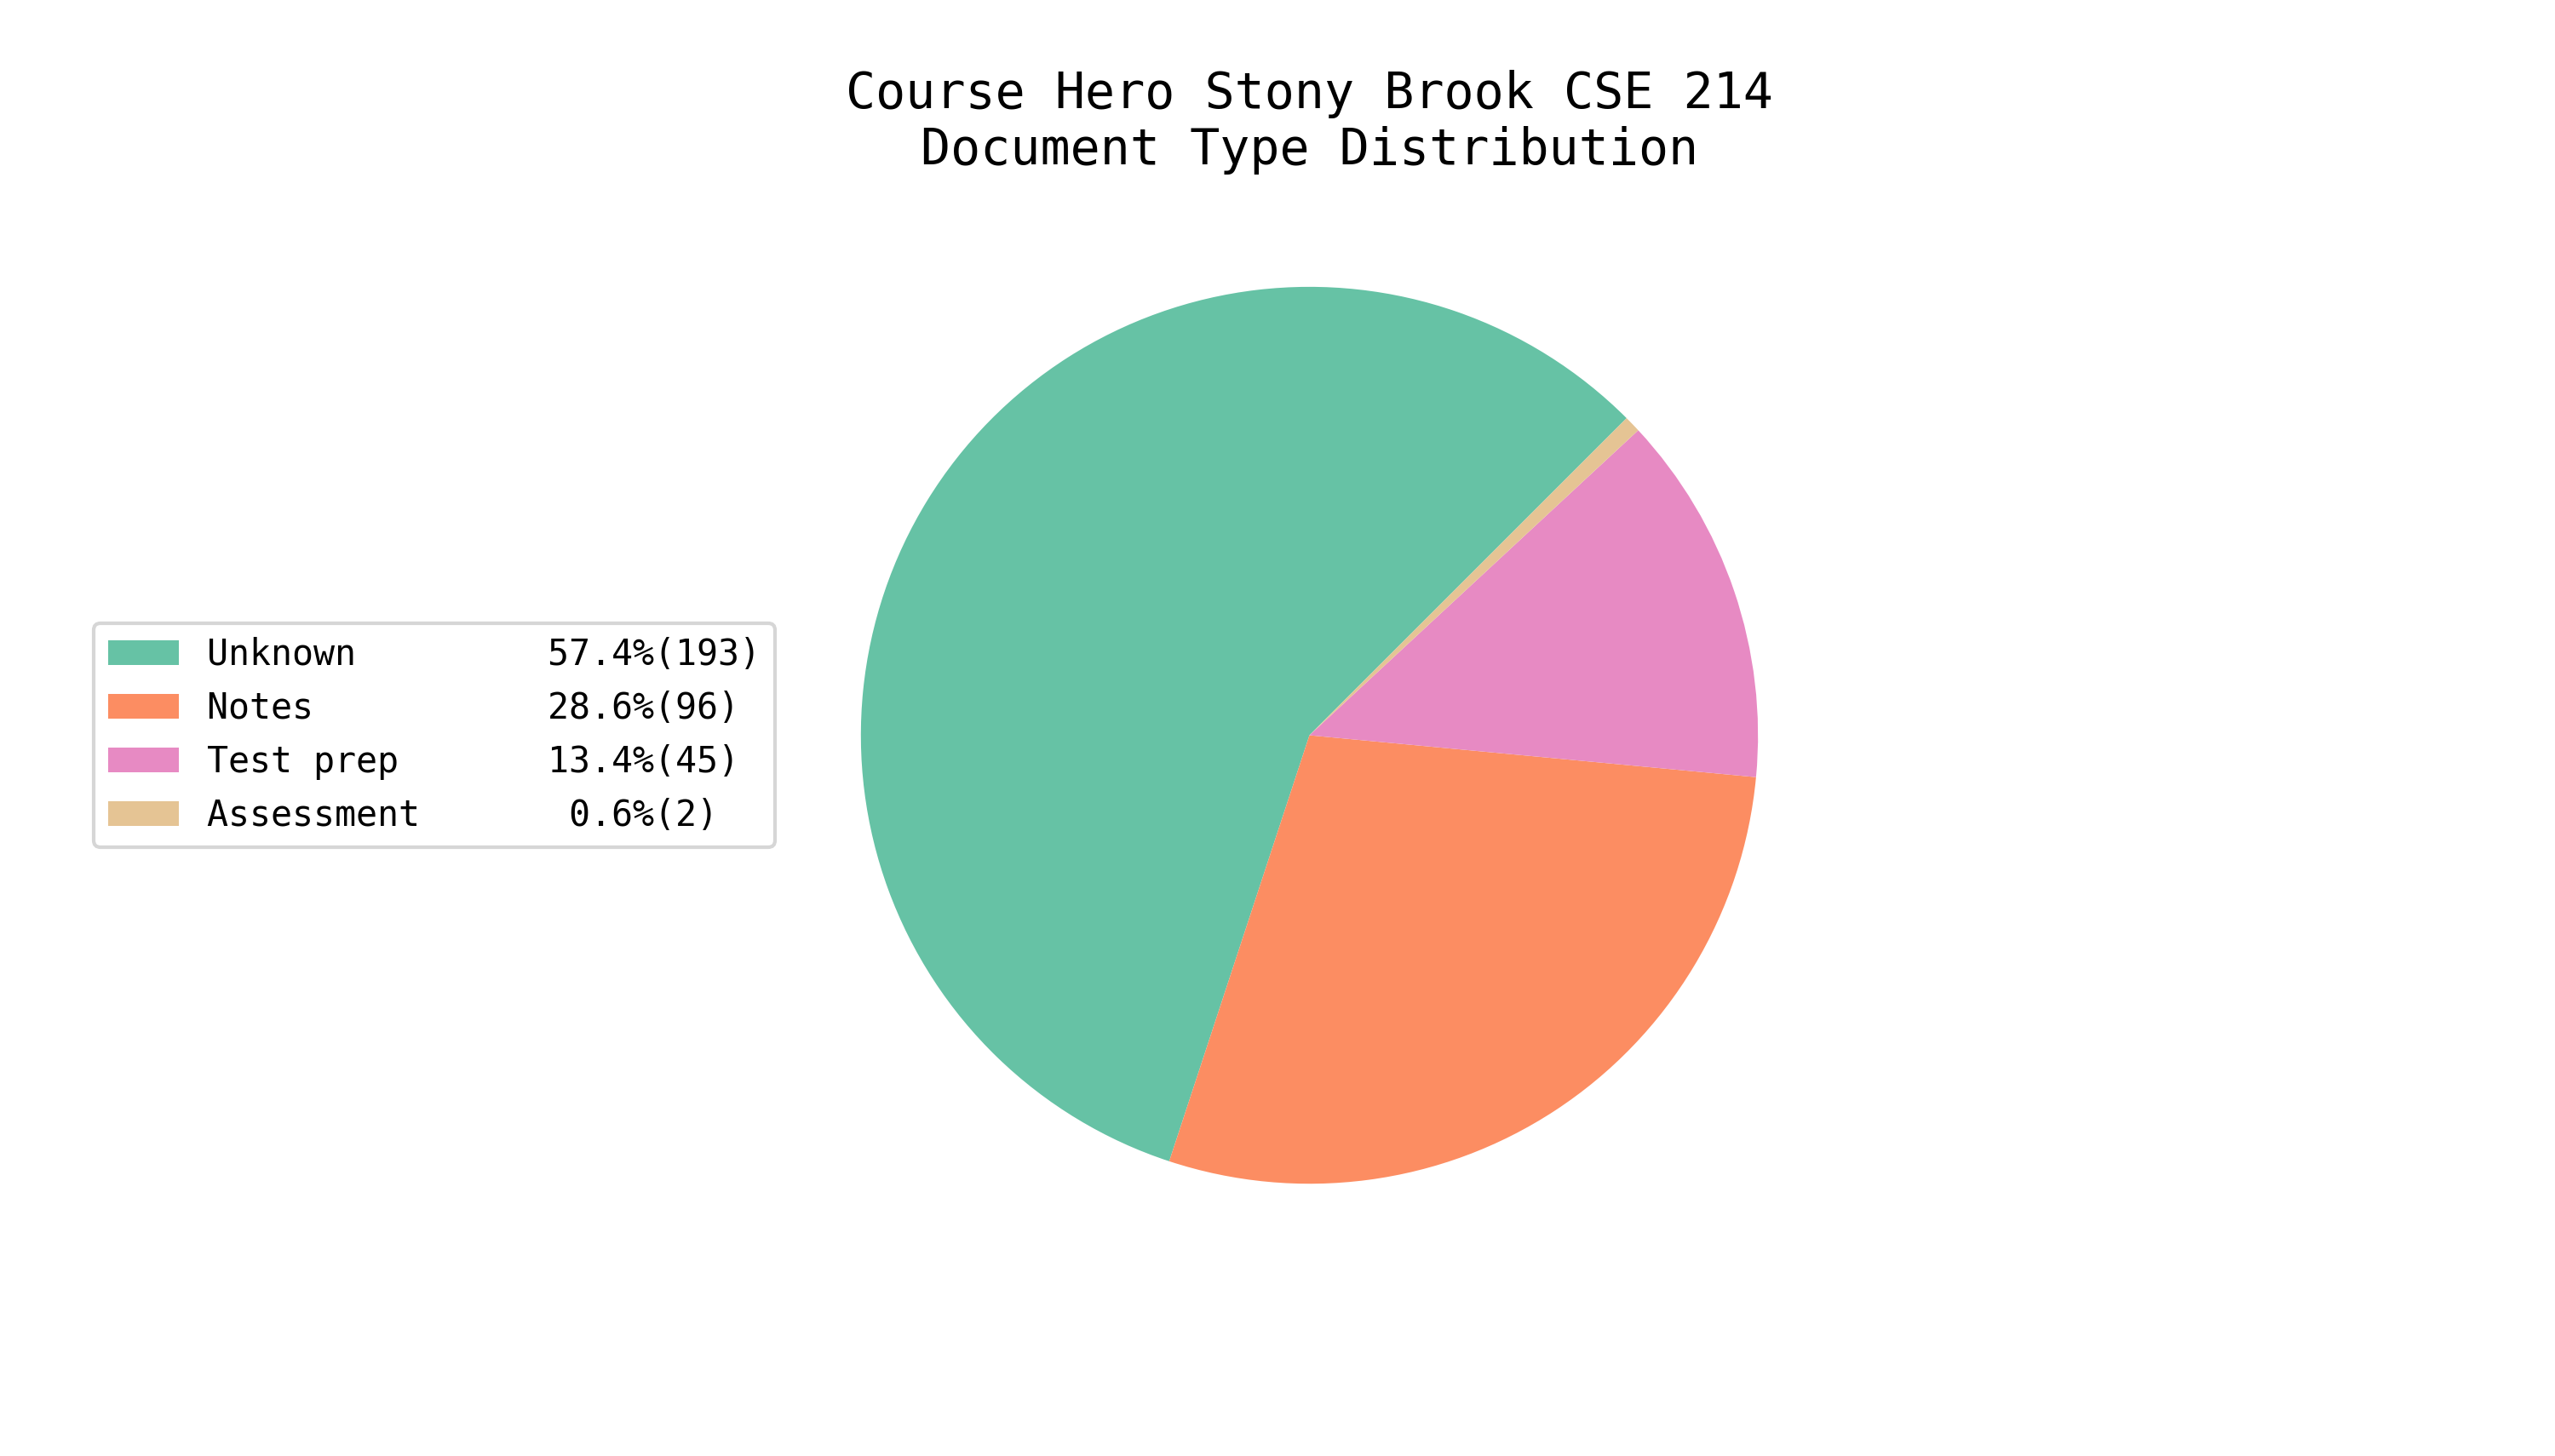 Course Hero Stony Brook CSE 214
Document Type Distribution
Unknown 57.4%(193)
Notes 28.6%(96)
Test prep 13.4%(45)
Assessment 0.6%(2)